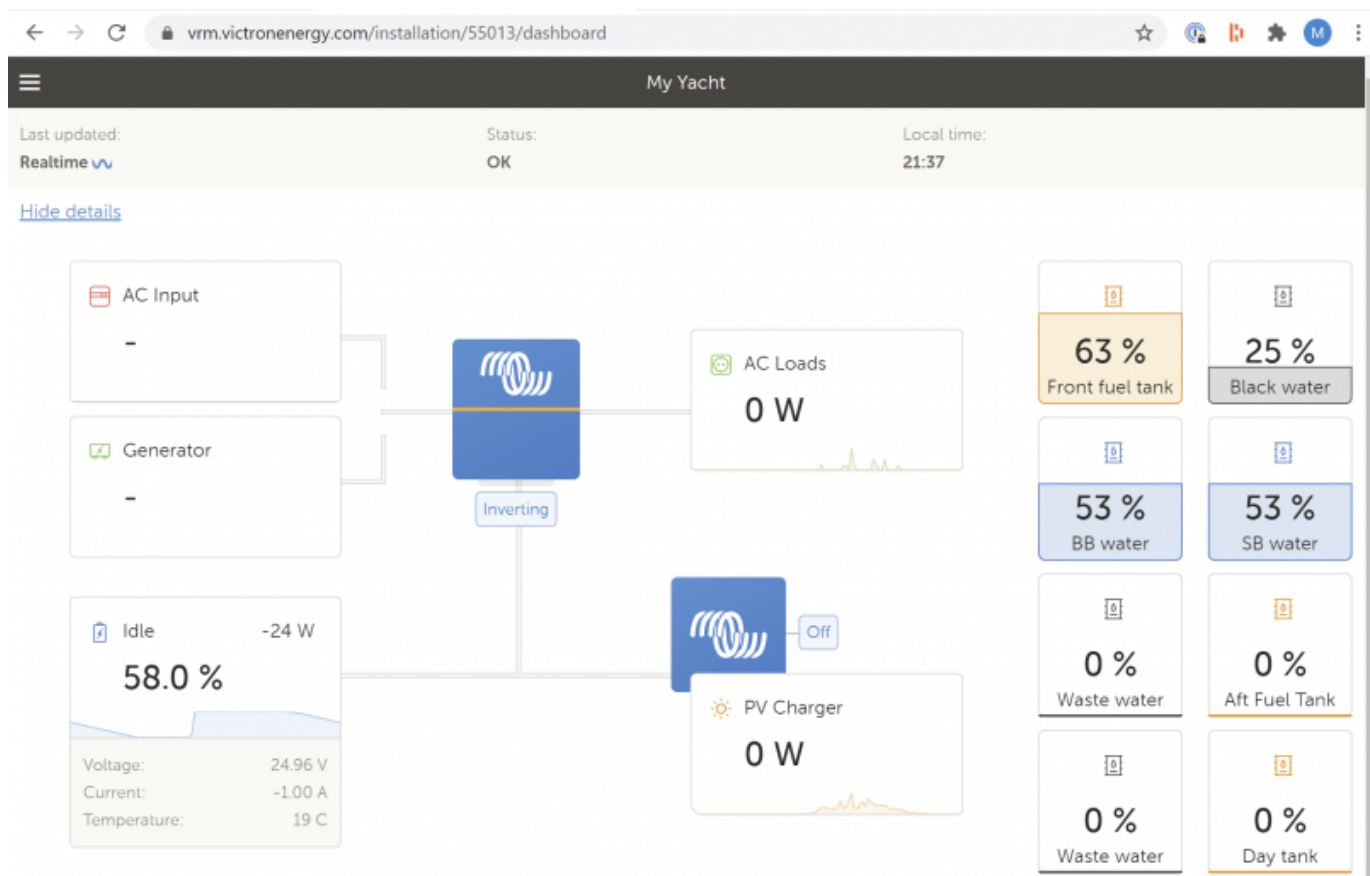 vrm.victronenergy.com/installation/55013/dashboard
M
My Yacht
Last updated:
Realtime
Status:
OK
Local time:
21:37
Hide details
AC Input
-
Generator
-
Inverting
AC Loads
0 W
Idle -24 W
58.0 %
Voltage: 24.96 V
Current: -1.00 A
Temperature: 19 C
Off
PV Charger
0 W
63 %
Front fuel tank
25 %
Black water
53 %
BB water
53 %
SB water
0 %
Waste water
0 %
Aft Fuel Tank
0 %
Waste water
0 %
Day tank